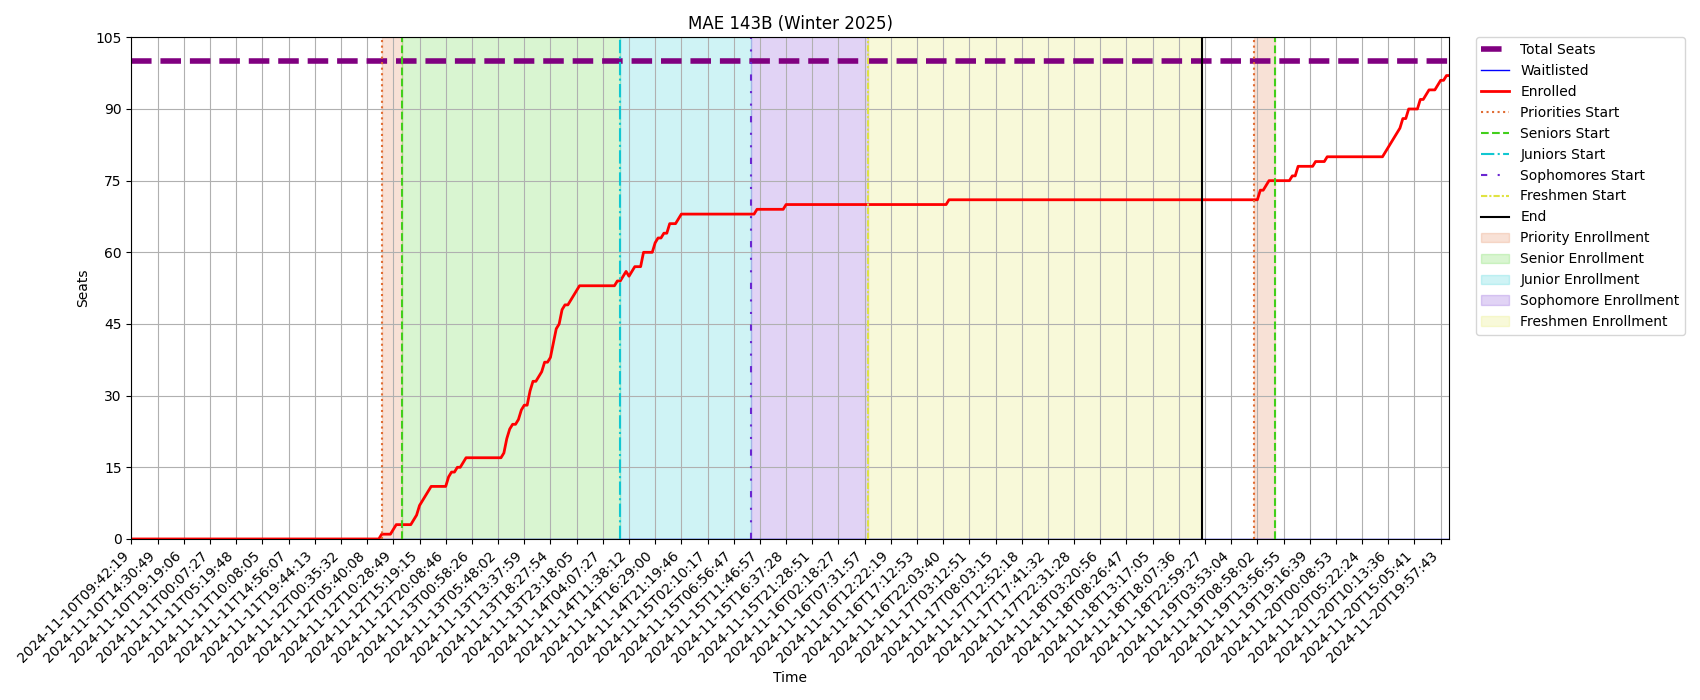 MAE 143B (Winter 2025)
105
90
75
60
45
30
15
0
Seats
2024-11-10T09:42:19
2024-11-10T14:30:49
2024-11-10T19:19:06
2024-11-11T00:07:27
2024-11-11T05:19:48
2024-11-11T10:08:05
2024-11-11T14:56:07
2024-11-11T19:44:13
2024-11-12T00:35:32
2024-11-12T05:40:08
2024-11-12T10:28:49
2024-11-12T15:19:15
2024-11-12T20:08:46
2024-11-13T00:58:26
2024-11-13T05:48:02
2024-11-13T13:37:59
2024-11-13T18:27:54
2024-11-13T23:18:05
2024-11-14T04:07:27
2024-11-14T11:38:12
2024-11-14T16:29:00
2024-11-14T21:19:46
2024-11-15T02:10:17
2024-11-15T06:56:47
2024-11-15T11:46:57
2024-11-15T16:37:28
2024-11-15T21:28:51
2024-11-16T02:18:27
2024-11-16T07:31:57
2024-11-16T12:22:19
2024-11-16T17:12:53
2024-11-16T22:03:40
2024-11-17T03:12:51
2024-11-17T08:03:15
2024-11-17T12:52:18
2024-11-17T17:41:32
2024-11-17T22:31:28
2024-11-18T03:20:56
2024-11-18T08:26:47
2024-11-18T13:17:05
2024-11-18T18:07:36
2024-11-18T22:59:27
2024-11-19T03:53:04
2024-11-19T08:58:02
2024-11-19T13:56:55
2024-11-19T19:16:39
2024-11-20T00:08:53
2024-11-20T05:22:24
2024-11-20T10:13:36
2024-11-20T15:05:41
2024-11-20T19:57:43
Time
Total Seats
Waitlisted
Enrolled
Priorities Start
Seniors Start
Juniors Start
Sophomores Start
Freshmen Start
End
Priority Enrollment
Senior Enrollment
Junior Enrollment
Sophomore Enrollment
Freshmen Enrollment